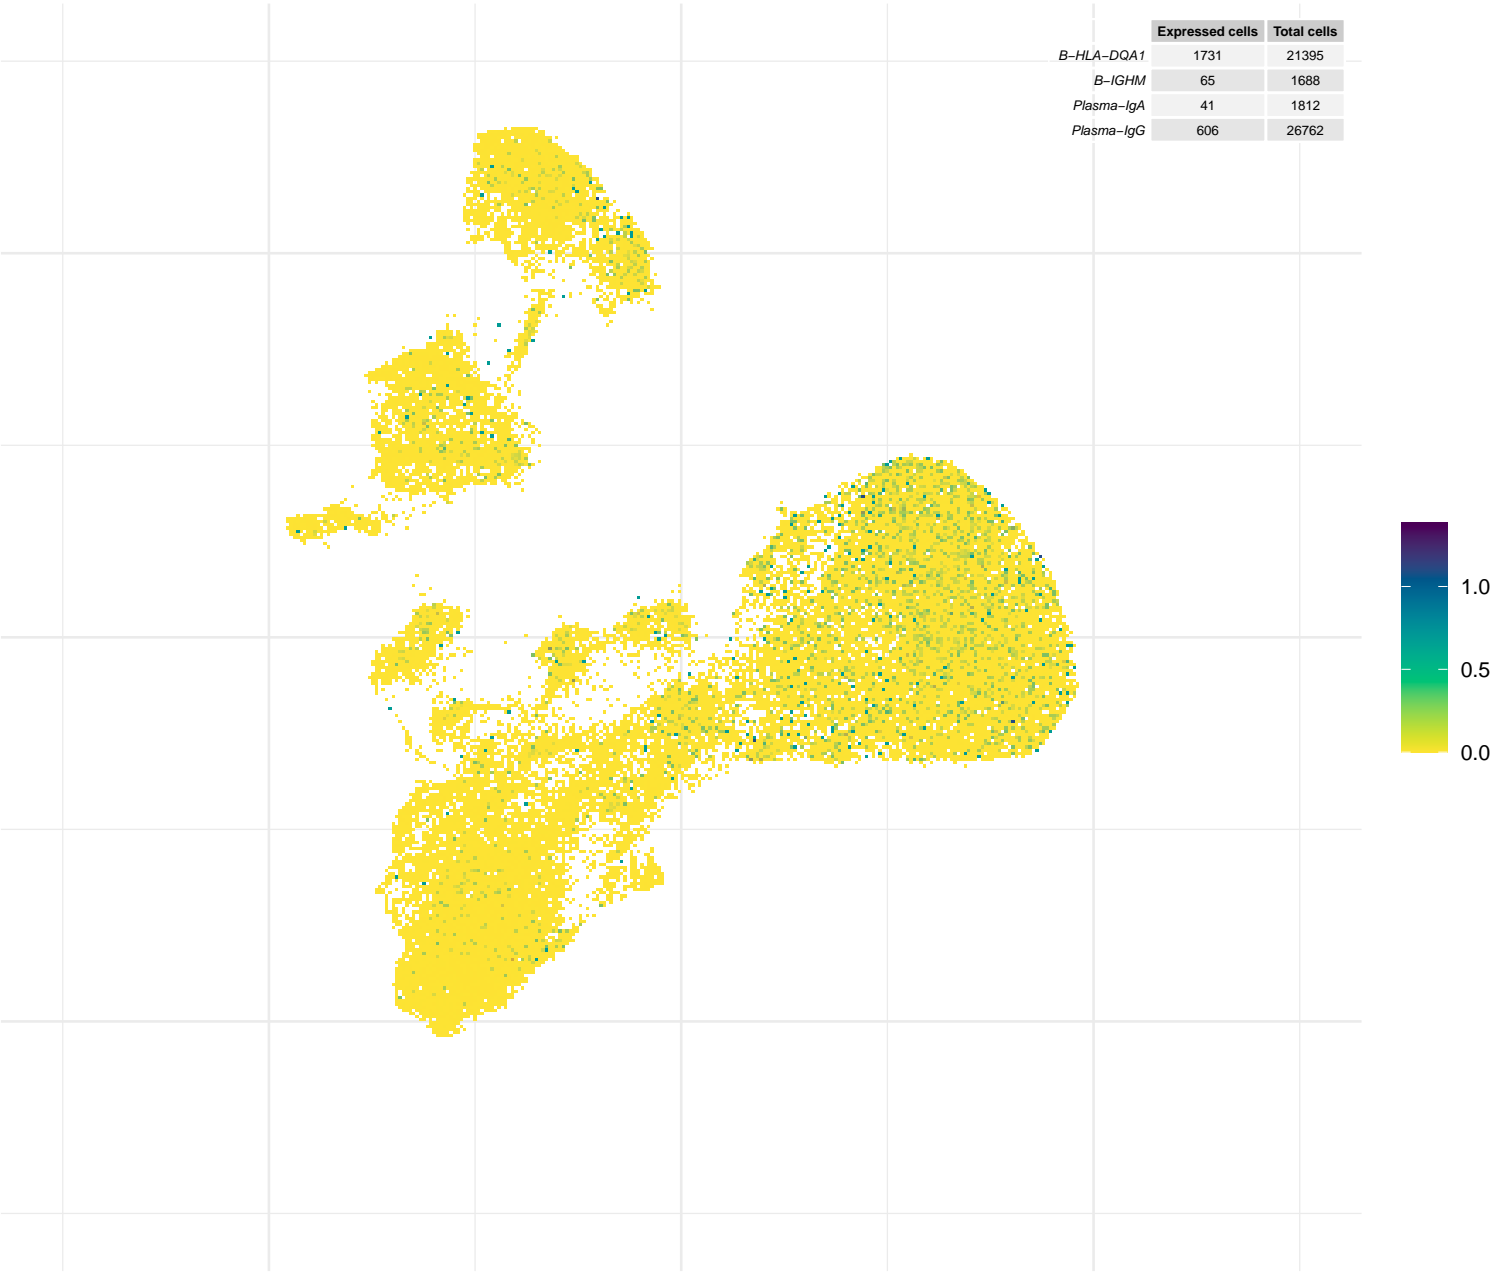 Expressed cells Total cells
B−HLA−DQA1 1731 21395
B−IGHM 65 1688
Plasma−IgA 41 1812
Plasma−IgG 606 26762
1.0
0.5
0.0